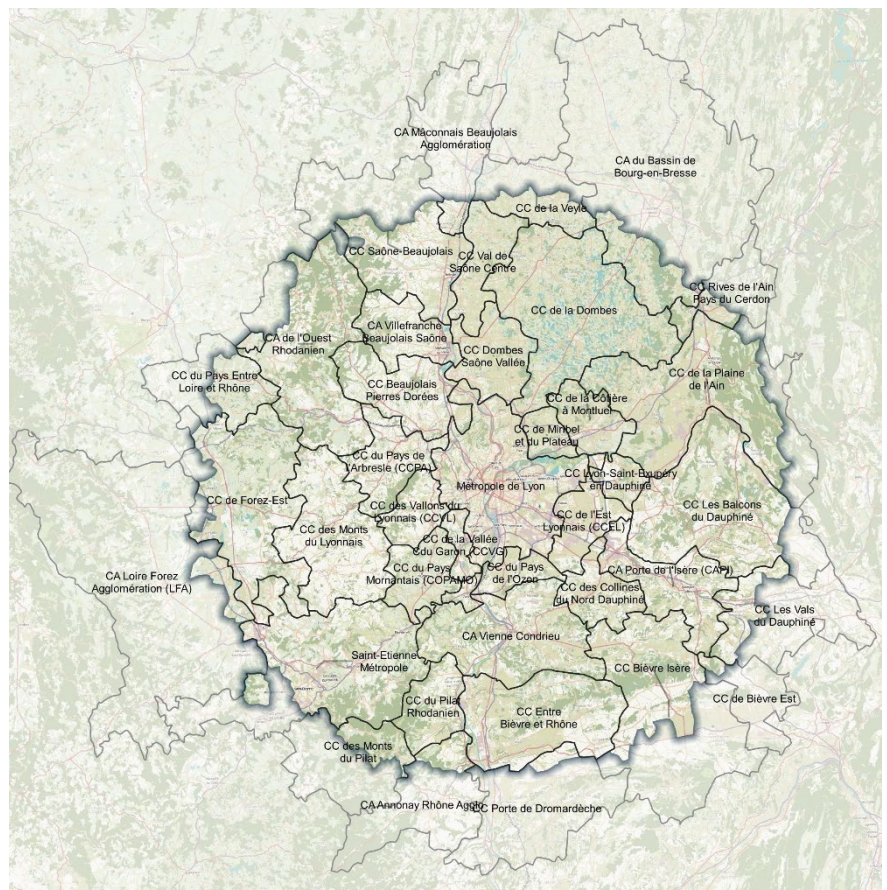 CA Mâconnais Beaujolais
Agglomération
CA du Bassin de
Bourg-en-Bresse
CC de la Veyle
CC Saône-Beaujolais
CC Val de
Saône Centre
CC Rives de l'Ain
Pays du Cerdon
CC de la Dombes
CA Villefranche
Beaujolais Saône
CA de l'Ouest
Rhodanien
CC Dombes
Saône Vallée
CC du Pays Entre
Loire et Rhône
CC de la Plaine
de l'Ain
CC Beaujolais
Pierres Dorées
CC de la Côtière
à Montluel
CC de Miribel
et du Plateau
CC du Pays de
l'Arbresle (CCPA)
CC Lyon-Saint-Exupéry
en Dauphiné
Métropole de Lyon
CC de Forez-Est
CC des Vallons du
Lyonnais (CCVL)
CC Les Balcons
du Dauphiné
CC de l'Est
Lyonnais (CCEL)
CC des Monts
du Lyonnais
CC de la Vallée
du Garon (CCVG)
CC du Pays
Mornantais (COPAMO)
CC du Pays
de l'Ozon
CA Porte de l'Isère (CAPI)
CA Loire Forez
Agglomération (LFA)
CC des Collines
du Nord Dauphiné
CC Les Vals
du Dauphiné
CA Vienne Condrieu
Saint-Etienne
Métropole
CC Bièvre Isère
CC de Bièvre Est
CC du Pilat
Rhodanien
CC Entre
Bièvre et Rhône
CC des Monts
du Pilat
CA Annonay Rhône Agglo
CC Porte de Dromardèche